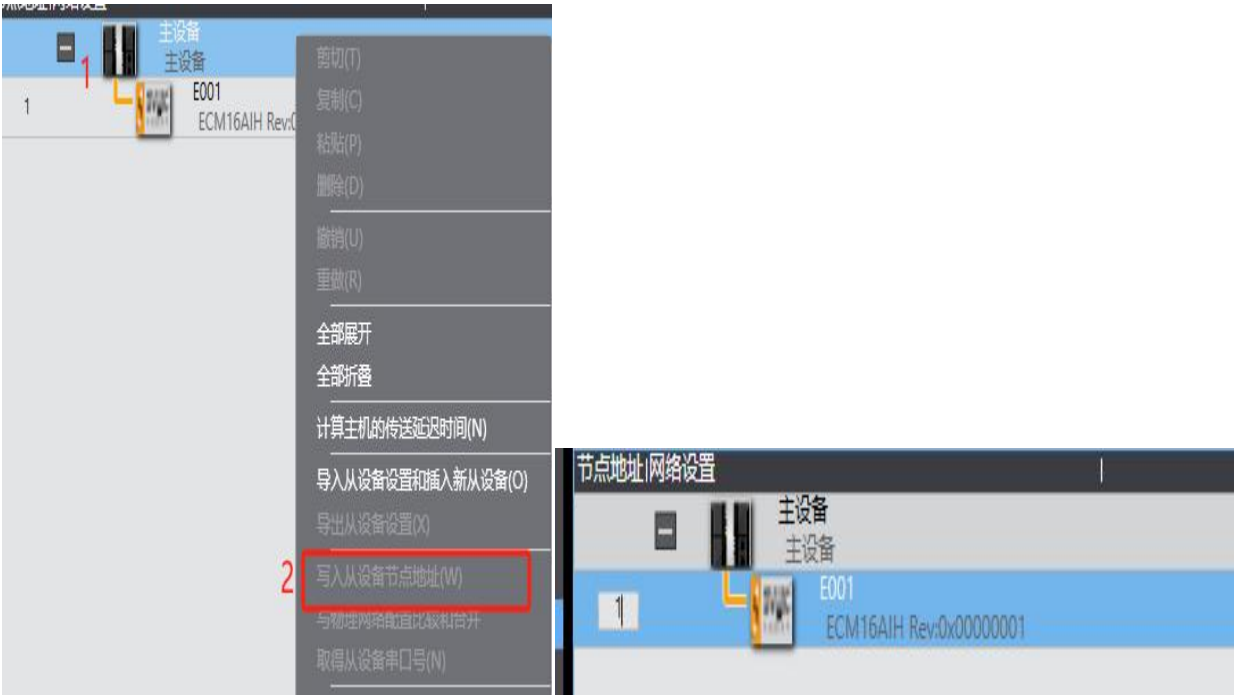 主设备
主设备
1
1
E001
ECM16AIH
剪切(T)
复制(C)
粘贴(P)
删除(D)
撤销(U)
重做(R)
全部展开
全部折叠
计算主机的传送延迟时间(N)
导入从设备设置和插入新从设备(O)
导出从设备设置(X)
2
写入从设备节点地址(W)
与物理网络配置比较和合并
取得从设备串口号(N)
节点地址|网络设置
主设备
主设备
1
E001
ECM16AIH Rev:0x00000001